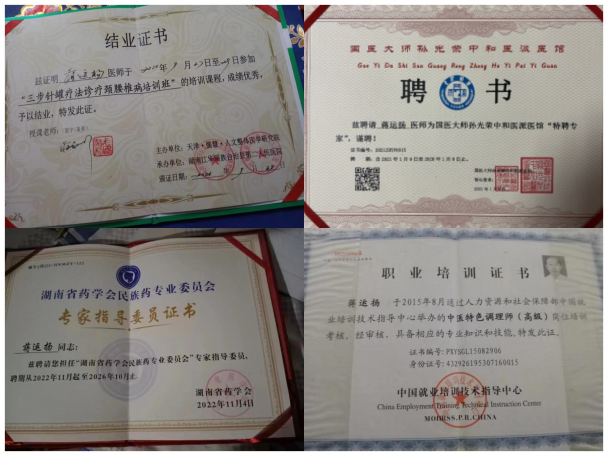 结业证书
兹证明 蒋运扬 医师于
参加
“三步针罐疗法诊疗颈腰椎病培训班”的培训课程，成绩优秀，
予以结业，特发此证。
主办单位：天津·
颁证日期：
国医大师孙光荣中和医派医馆
Guo Yi Da Shi Sun Guang Rong Zhong He Yi Pai Yi Guan
聘 书
兹聘请 蒋运扬 医师为国医大师孙光荣中和医派医馆“特聘专
家”，谨聘！
湖南省药学会民族药专业委员会
专家指导委员证书
蒋运扬 同志：
兹聘请您担任“湖南省药学会民族药专业委员会”专家指导委员，
聘期从2022年11月起至2026年10月止。
湖南省药学会
2022年11月4日
职业培训证书
蒋运扬 于2015年8月通过人力资源和社会保障部中国就
业培训技术指导中心举办的中医特色调理师（高级）岗位培训
考核、经审核、具备相应的专业知识和技能，特发此证。
证书编号：PXYSGL15082906
身份证号：432926195307160015
中国就业培训技术指导中心
China Employment Training Technical Instruction Center
MOHRSS.P.R.CHINA